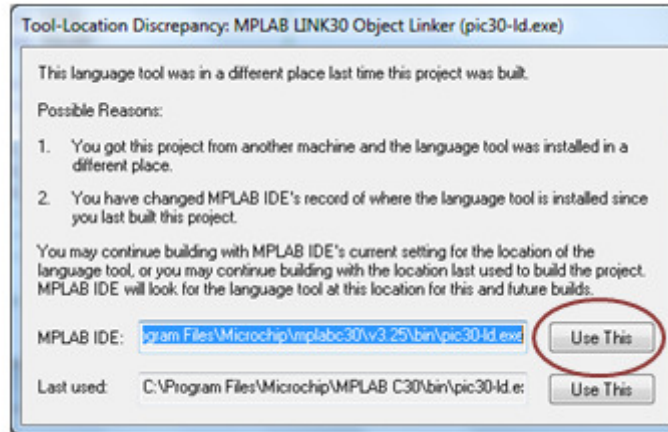 Tool-Location Discrepancy: MPLAB LINK30 Object Linker (pic30-ld.exe)
This language tool was in a different place last time this project was built.
Possible Reasons:
1. You got this project from another machine and the language tool was installed in a
different place.
2. You have changed MPLAB IDE's record of where the language tool is installed since
you last built this project.
You may continue building with MPLAB IDE's current setting for the location of the
language tool, or you may continue building with the location last used to build the project.
MPLAB IDE will look for the language tool at this location for this and future builds.
MPLAB IDE: ogram Files\Microchip\mplabc30\v3.25\bin\pic30-ld.exe Use This
Last used: C:\Program Files\Microchip\MPLAB C30\bin\pic30-ld.e Use This